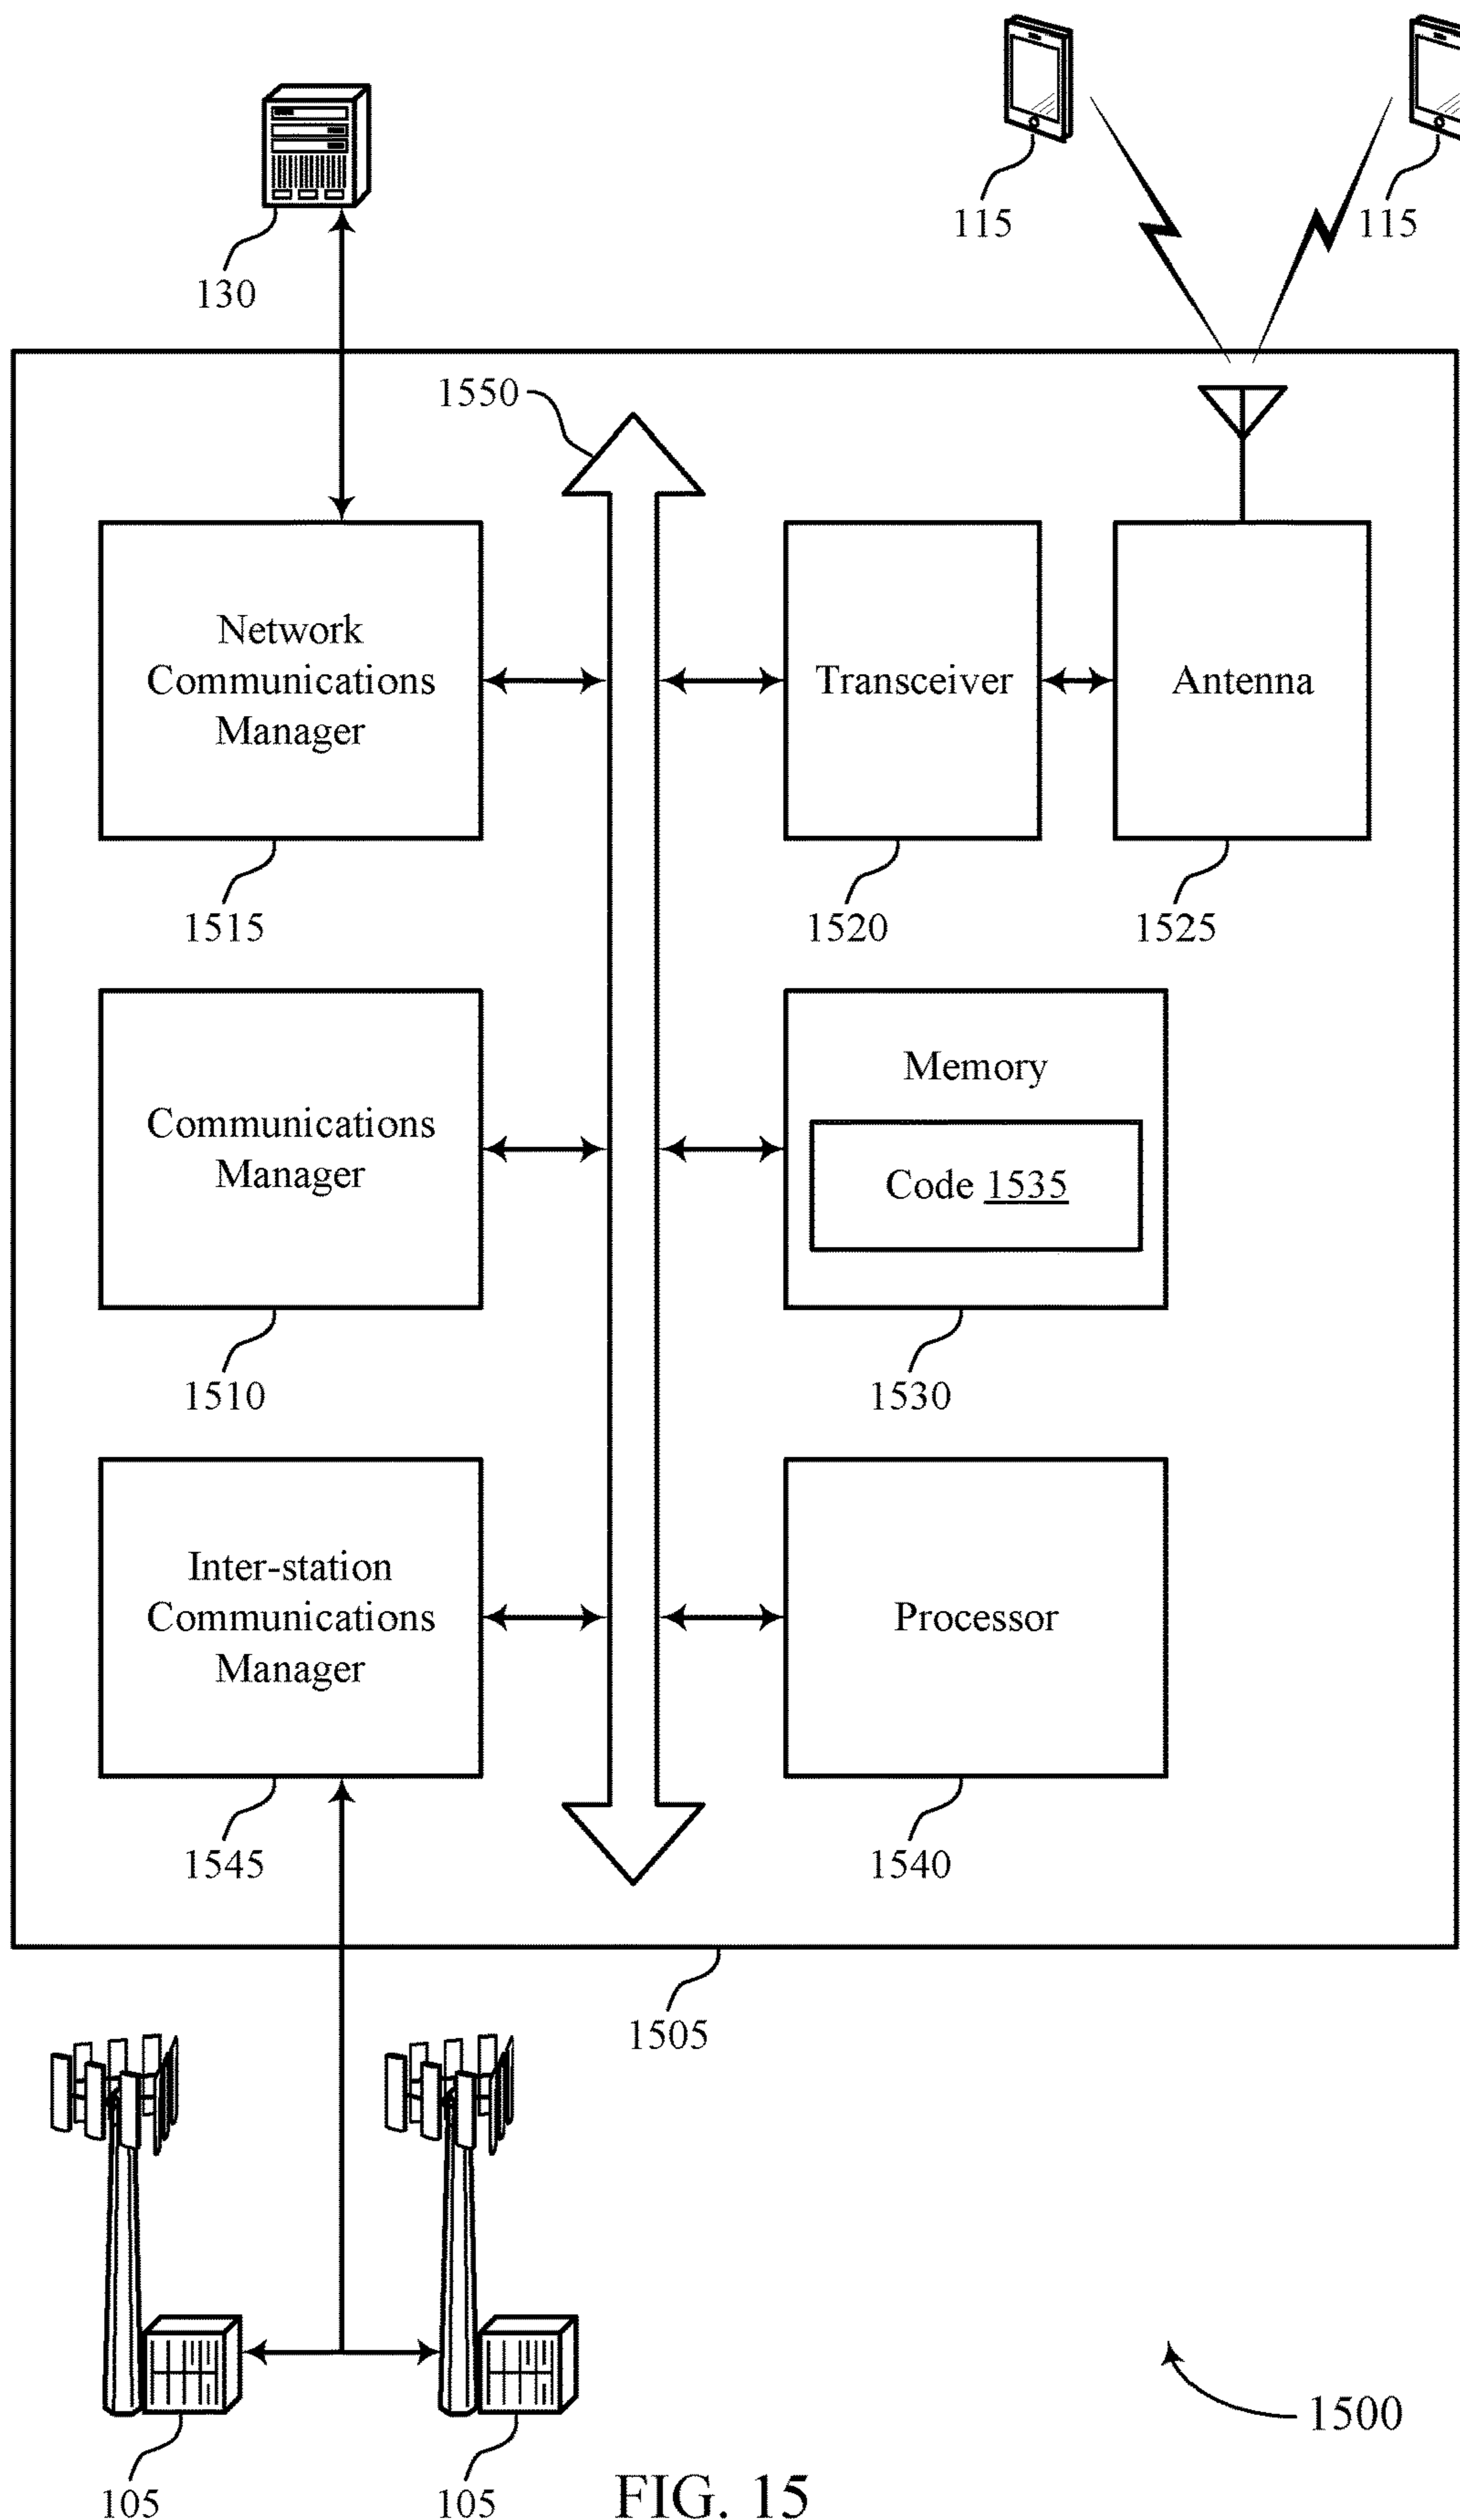 115
115
130
1550
Network
Communications
Manager
Transceiver
Antenna
1515
1520
1525
Communications
Manager
Memory
Code 1535
1510
1530
Inter-station
Communications
Manager
Processor
1545
1540
1505
1500
105
105
FIG. 15